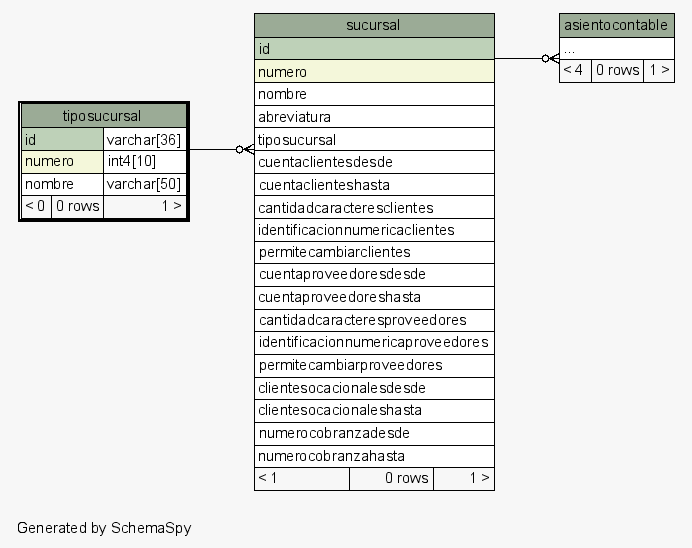 tiposucursal
id varchar[36]
numero int4[10]
nombre varchar[50]
< 0 0 rows 1 >
sucursal
id
numero
nombre
abreviatura
tiposucursal
cuentaclientesdesde
cuentaclienteshasta
cantidadcaracteresclientes
identificacionnumericaclientes
permitecambiarclientes
cuentaproveedoresdesde
cuentaproveedoreshasta
cantidadcaracteresproveedores
identificacionnumericaproveedores
permitecambiarproveedores
clientesocacionalesdesde
clientesocacionaleshasta
numerocobranzadesde
numerocobranzahasta
< 1 0 rows 1 >
asientocontable
...
< 4 0 rows 1 >
Generated by SchemaSpy